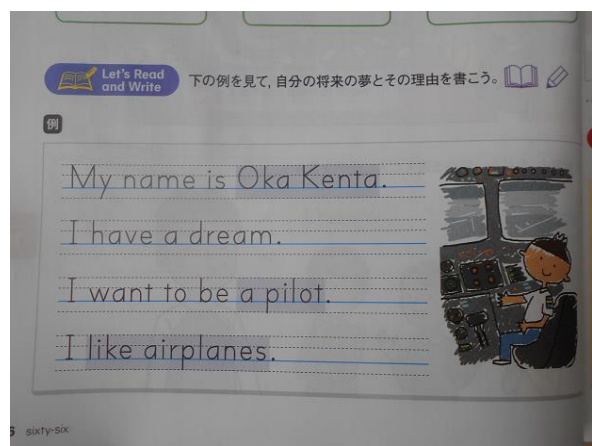 Let's Read
and Write
下の例を見て，自分の将来の夢とその理由を書こう。
例
My name is Oka Kenta.
I have a dream.
I want to be a pilot.
I like airplanes.
sixty-six